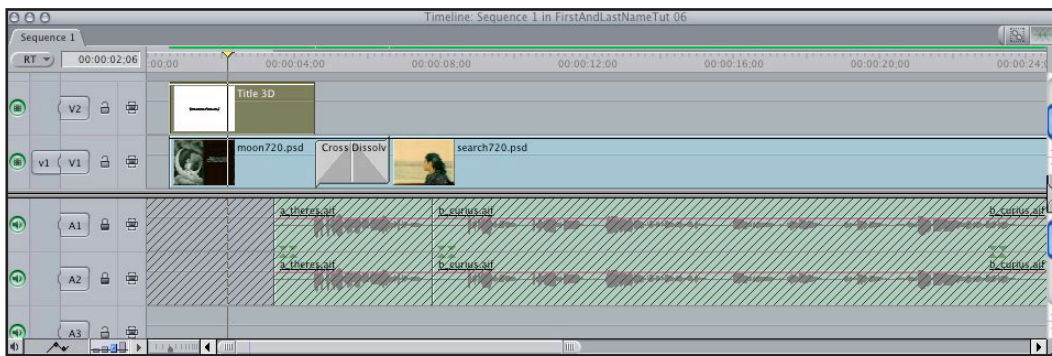 Timeline: Sequence 1 in FirstAndLastNameTut 06
Sequence 1
RT 00:00:02;06 :00;00 00:00:04;00 00:00:08;00 00:00:12;00 00:00:16;00 00:00:20;00 00:00:24;0
V2 Title 3D
v1 V1 moon720.psd Cross Dissolv search720.psd
A1 a_theres.aif b_curius.aif b_curius.aif
A2 a_theres.aif b_curius.aif b_curius.aif
A3